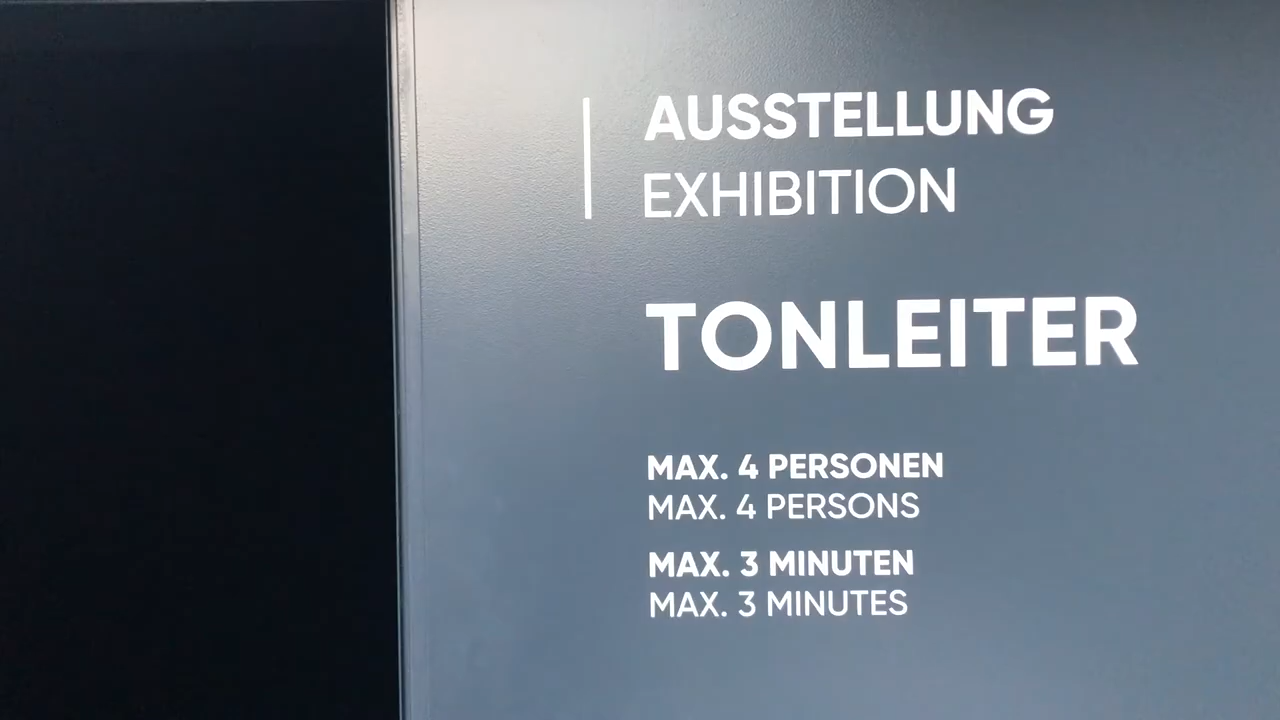 AUSSTELLUNG
EXHIBITION
TONLEITER
MAX. 4 PERSONEN
MAX. 4 PERSONS
MAX. 3 MINUTEN
MAX. 3 MINUTES